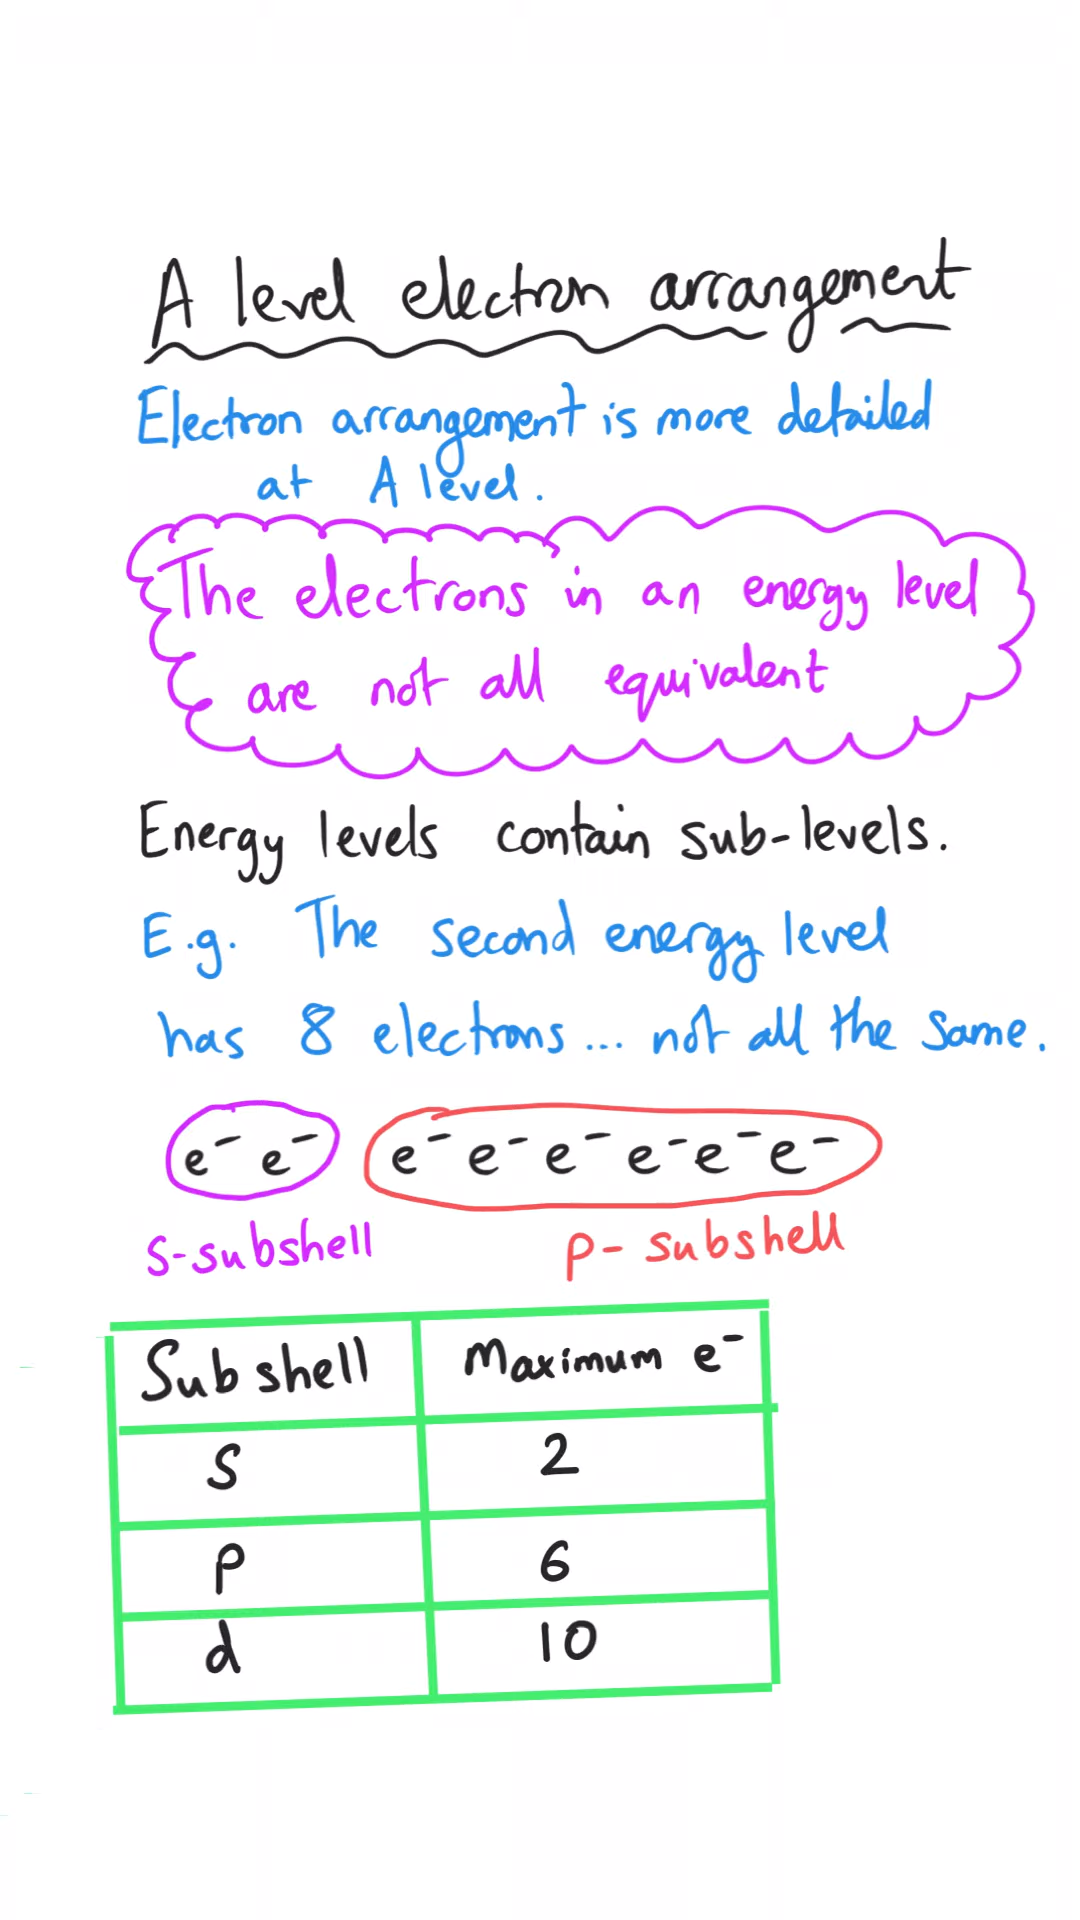 A level electron arrangement
Electron arrangement is more detailed
at A level.
The electrons in an energy level
are not all equivalent
Energy levels contain sub-levels.
E.g. The second energy level
has 8 electrons... not all the same.
e⁻ e⁻ e⁻ e⁻ e⁻ e⁻ e⁻ e⁻
s-subshell p-subshell
Subshell Maximum e⁻
s 2
p 6
d 10